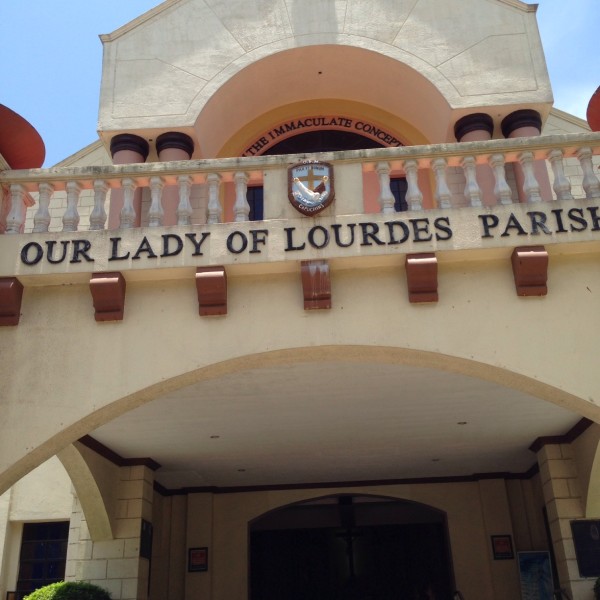 THE IMMACULATE CONCEPT
OUR LADY OF LOURDES PARISH